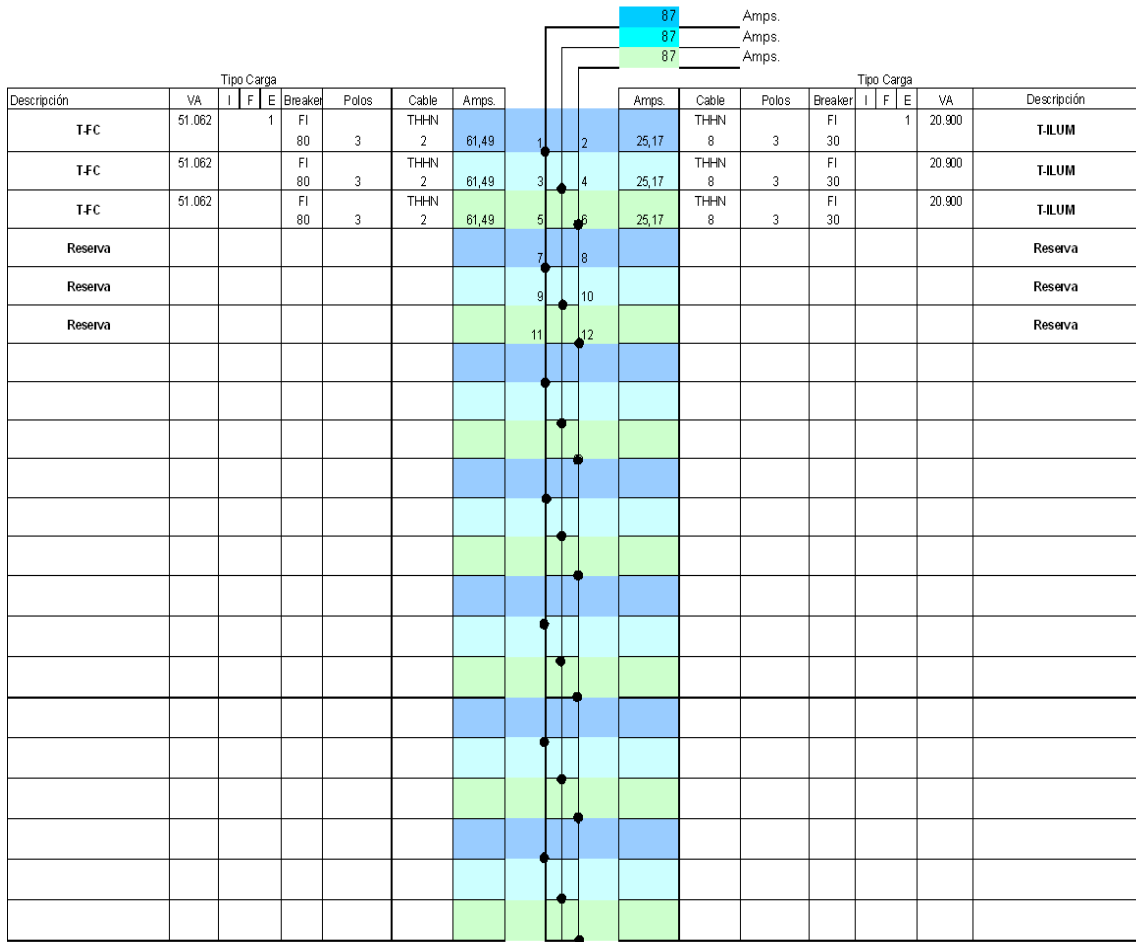 87 Amps.
87 Amps.
87 Amps.
Tipo Carga Tipo Carga
Descripción VA I F E Breaker Polos Cable Amps. Amps. Cable Polos Breaker I F E VA Descripción
T-FC 51.062 1 FI THHN THHN FI 1 20.900 T-ILUM
80 3 2 61,49 1 2 25,17 8 3 30
T-FC 51.062 FI THHN THHN FI 20.900 T-ILUM
80 3 2 61,49 3 4 25,17 8 3 30
T-FC 51.062 FI THHN THHN FI 20.900 T-ILUM
80 3 2 61,49 5 6 25,17 8 3 30
Reserva 7 8 Reserva
Reserva 9 10 Reserva
Reserva 11 12 Reserva